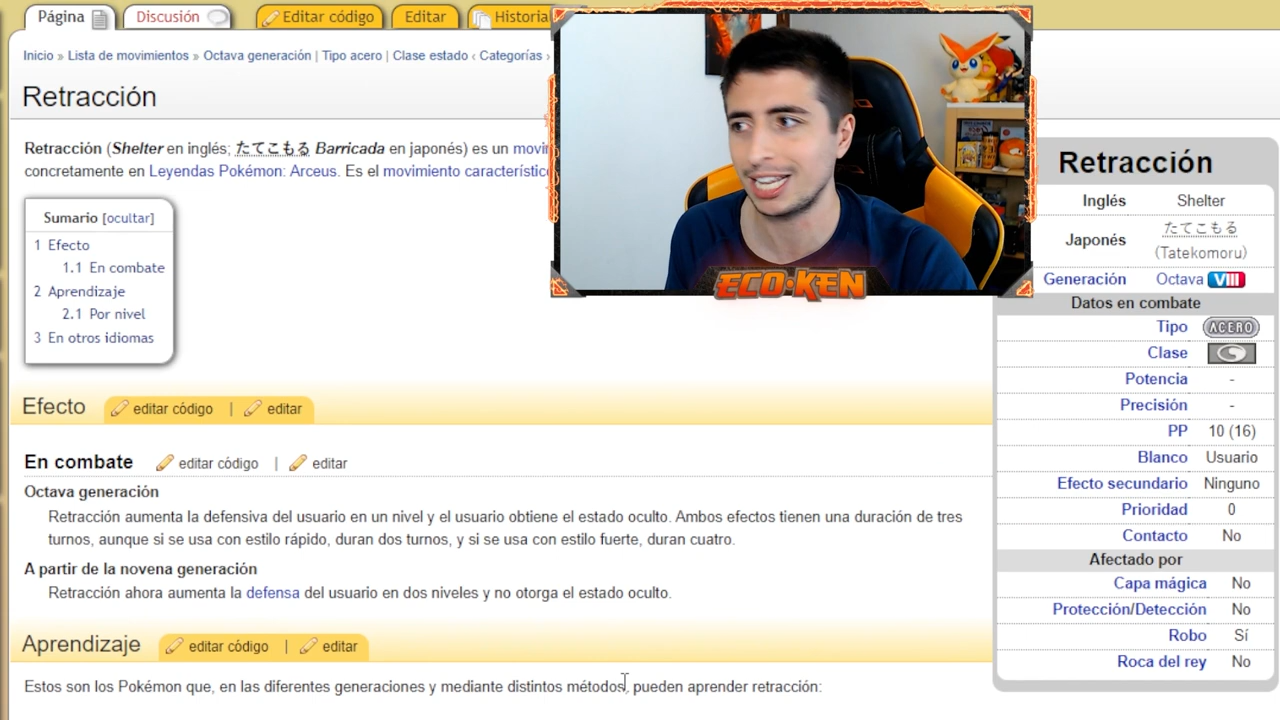 Página
Discusión
Editar código
Editar
Historia
Inicio » Lista de movimientos » Octava generación | Tipo acero | Clase estado ‹ Categorías ›
Retracción
Retracción (Shelter en inglés; たてこもる Barricada en japonés) es un movi
concretamente en Leyendas Pokémon: Arceus. Es el movimiento característico
Sumario [ocultar]
1 Efecto
1.1 En combate
2 Aprendizaje
2.1 Por nivel
3 En otros idiomas
ECO·KEN
Retracción
Inglés Shelter
Japonés たてこもる
(Tatekomoru)
Generación Octava VIII
Datos en combate
Tipo ACERO
Clase
Potencia -
Precisión -
PP 10 (16)
Blanco Usuario
Efecto secundario Ninguno
Prioridad 0
Contacto No
Afectado por
Capa mágica No
Protección/Detección No
Robo Sí
Roca del rey No
Efecto editar código | editar
En combate editar código | editar
Octava generación
Retracción aumenta la defensiva del usuario en un nivel y el usuario obtiene el estado oculto. Ambos efectos tienen una duración de tres
turnos, aunque si se usa con estilo rápido, duran dos turnos, y si se usa con estilo fuerte, duran cuatro.
A partir de la novena generación
Retracción ahora aumenta la defensa del usuario en dos niveles y no otorga el estado oculto.
Aprendizaje editar código | editar
Estos son los Pokémon que, en las diferentes generaciones y mediante distintos métodos, pueden aprender retracción: